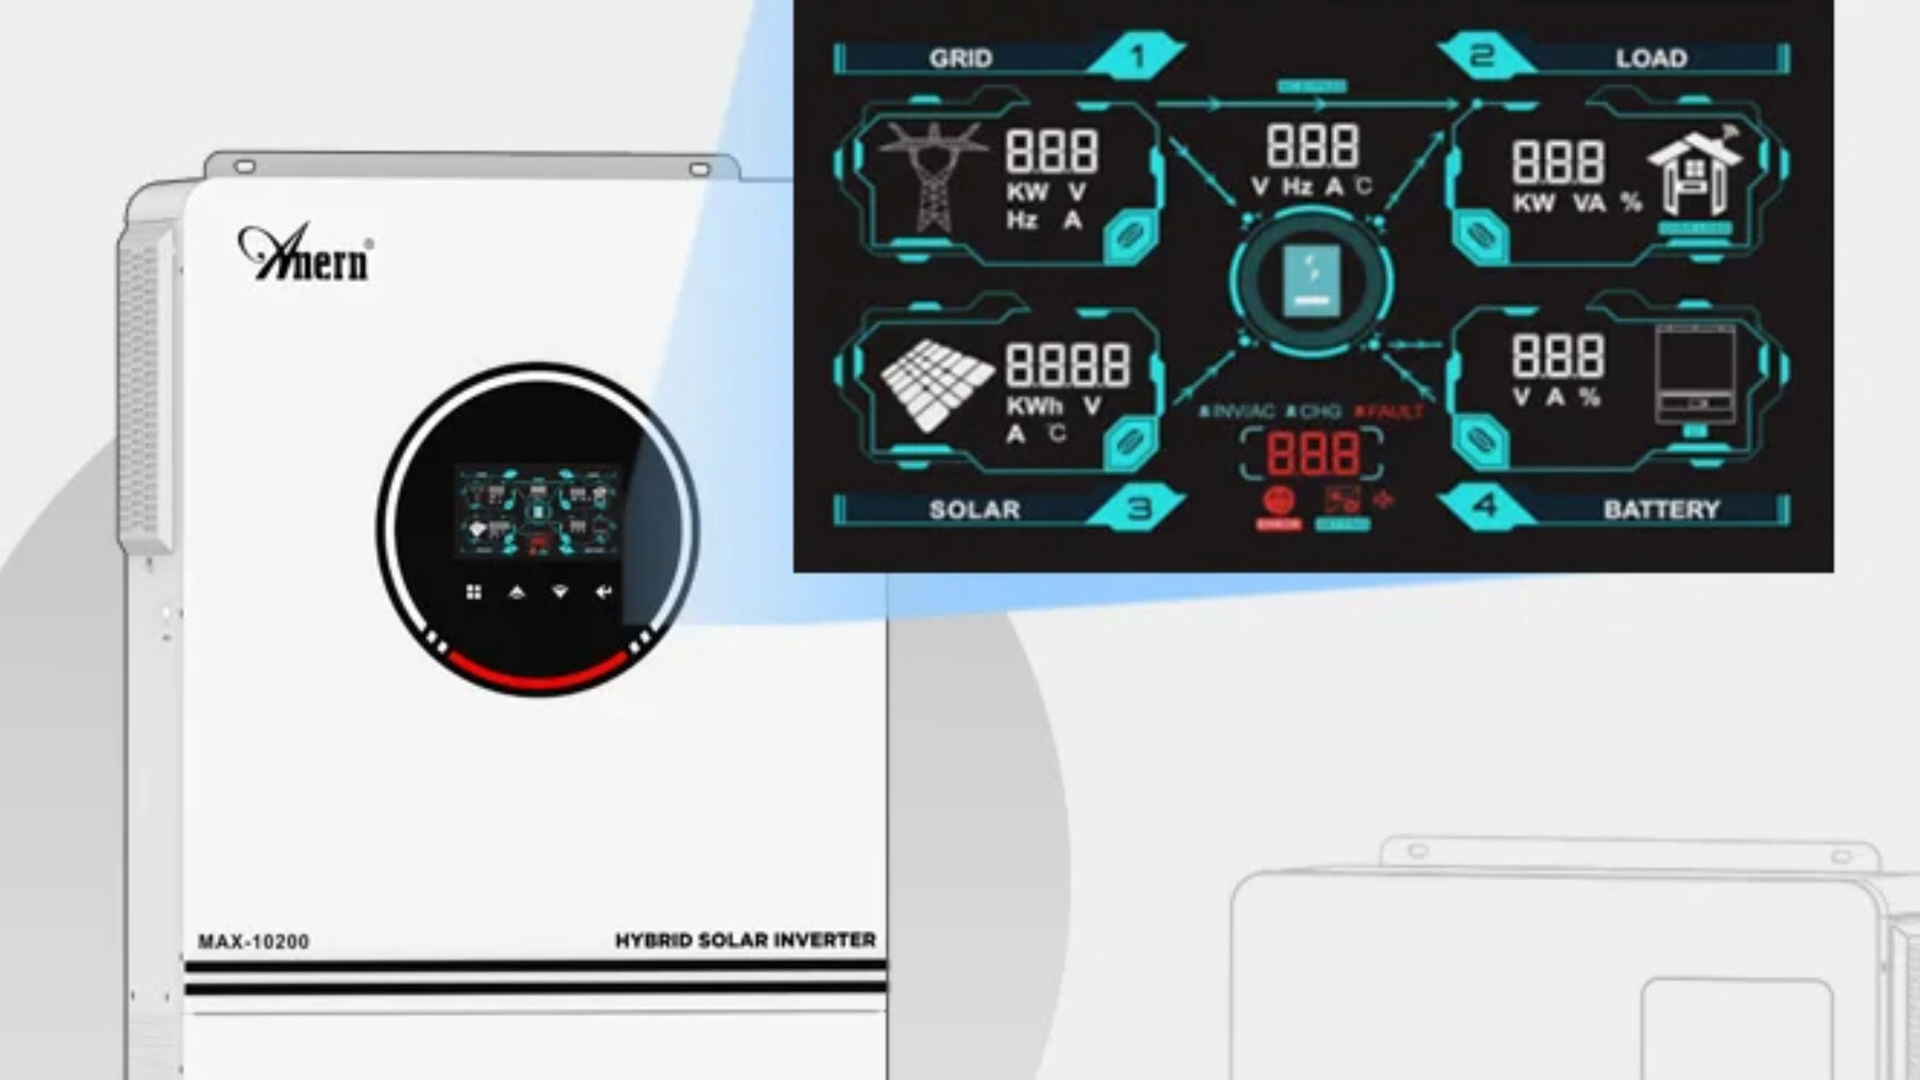 Anern®
MAX-10200
HYBRID SOLAR INVERTER
GRID 1
2 LOAD
888
KW V
Hz A
888
V Hz A °C
888
KW VA %
8888
KWh V
A °C
INV/AC CHG FAULT
888
888
V A %
SOLAR 3
4 BATTERY